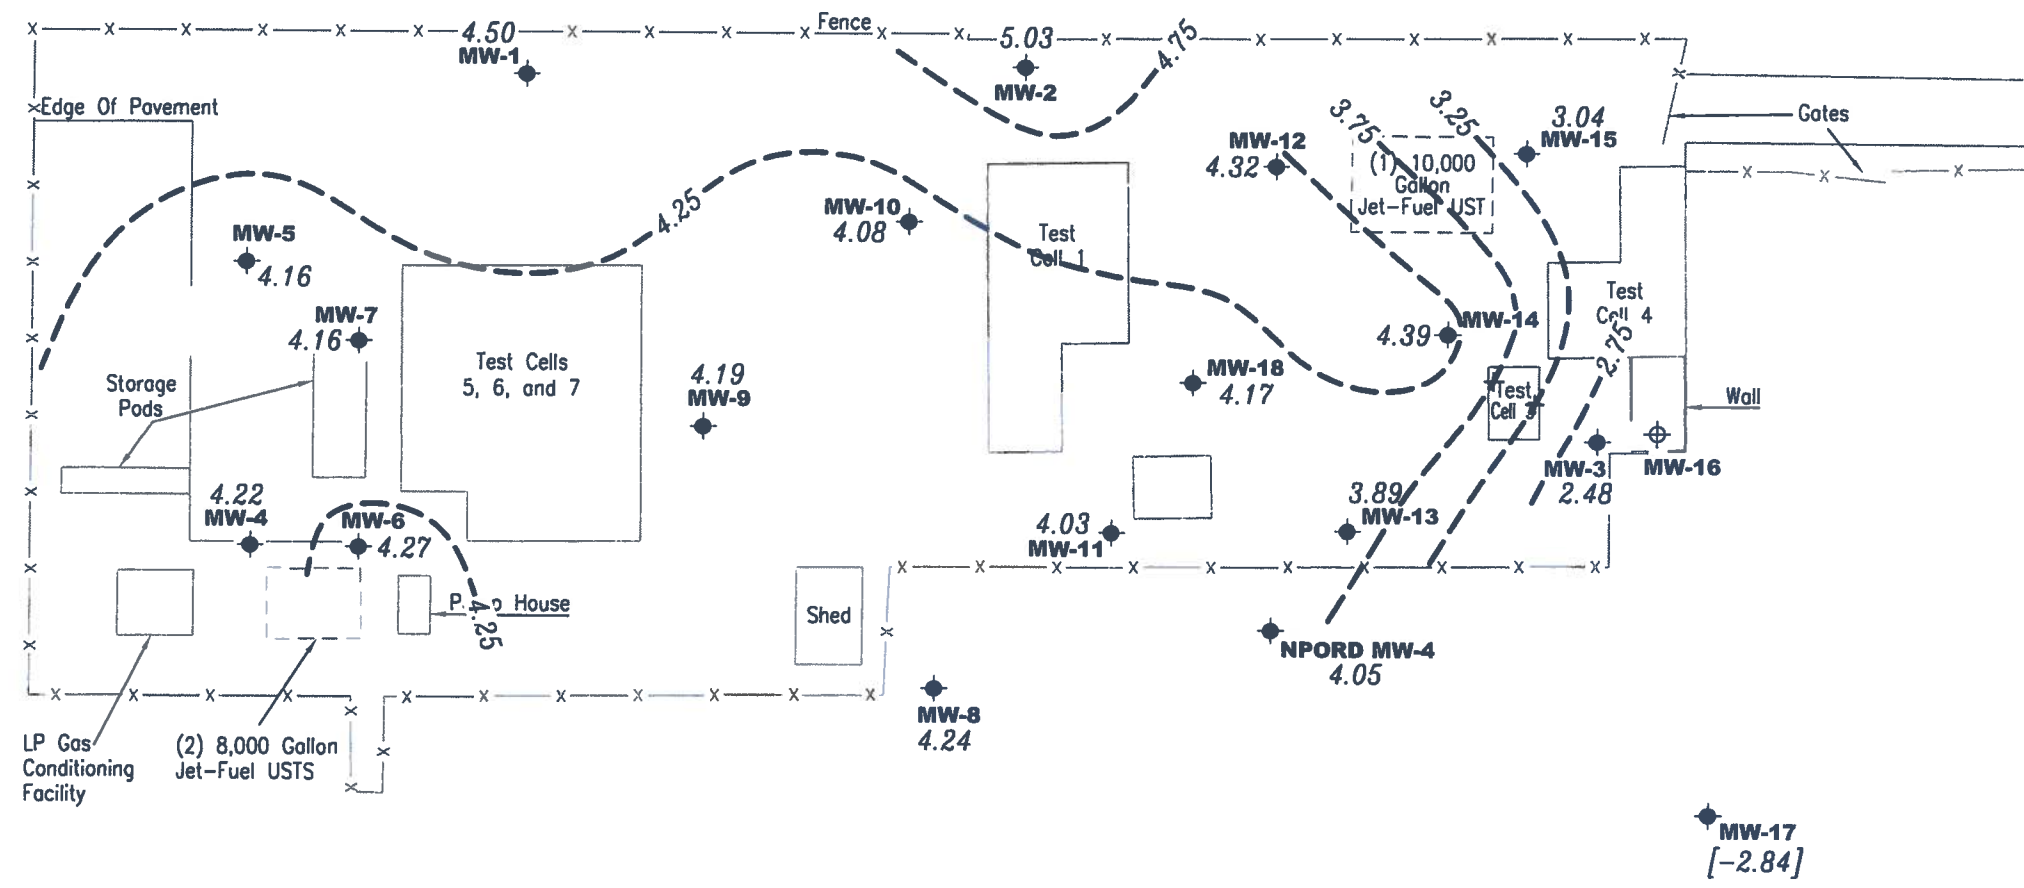 Fence
4.50
MW-1
5.03
MW-2
4.75
Edge Of Pavement
3.75
3.25
3.04
MW-15
Gates
MW-12
4.32
(1) 10,000
Gallon
Jet-Fuel UST
MW-5
4.16
4.25
MW-10
4.08
Test
Cell 1
MW-7
4.16
Test Cells
5, 6, and 7
Storage
Pods
4.19
MW-9
MW-18
4.17
4.39
MW-14
Test
Cell 4
2.75
Test
Cell 3
Wall
MW-3
2.48
MW-16
4.22
MW-4
MW-6
4.27
4.03
MW-11
3.89
MW-13
House
4.25
Shed
NPORD MW-4
4.05
MW-8
4.24
LP Gas
Conditioning
Facility
(2) 8,000 Gallon
Jet-Fuel USTS
MW-17
[-2.84]